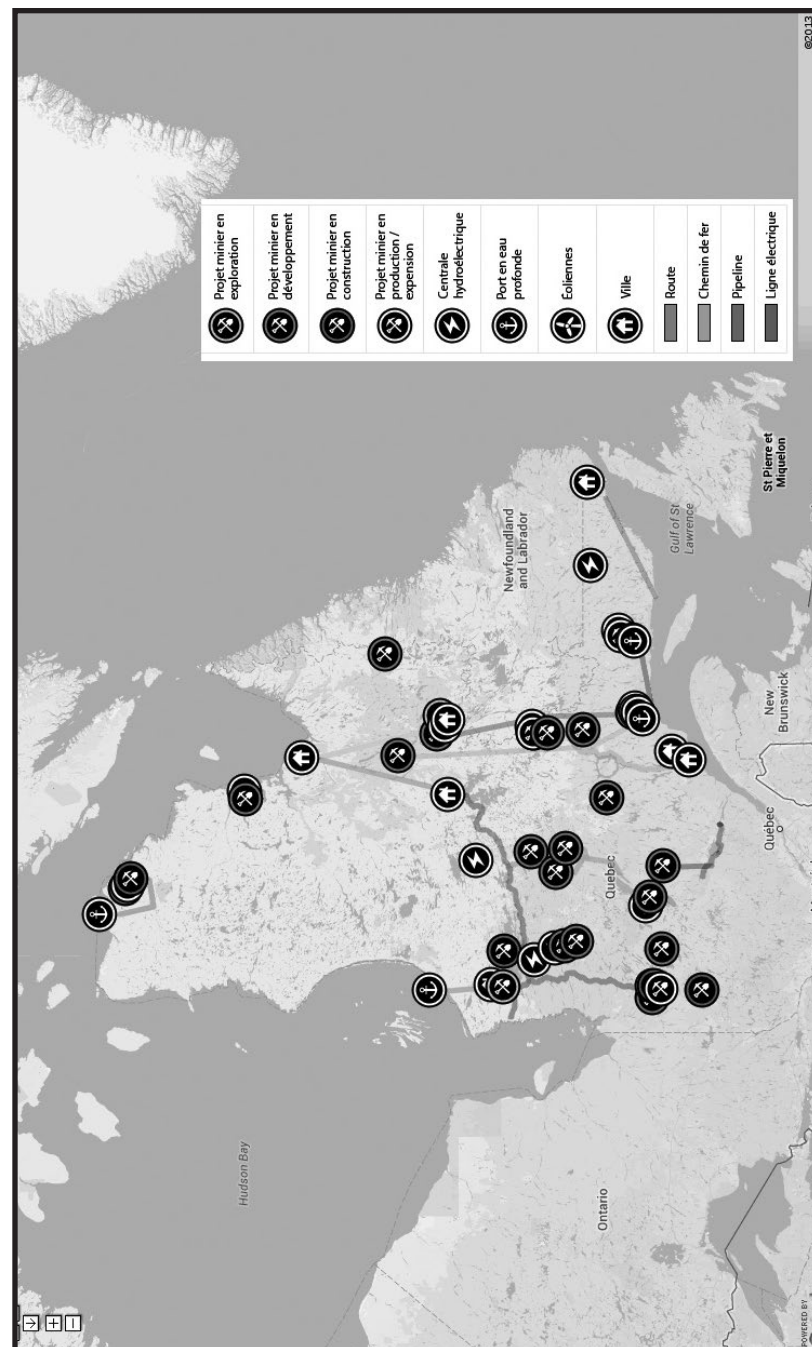 Hudson Bay
Ontario
Quebec
Québec
New
Brunswick
Newfoundland
and Labrador
Gulf of St
Lawrence
St Pierre et
Miquelon
Projet minier en
exploration
Projet minier en
développement
Projet minier en
construction
Projet minier en
production /
expension
Centrale
hydroélectrique
Port en eau
profonde
Éoliennes
Ville
Route
Chemin de fer
Pipeline
Ligne électrique
POWERED BY
©2013